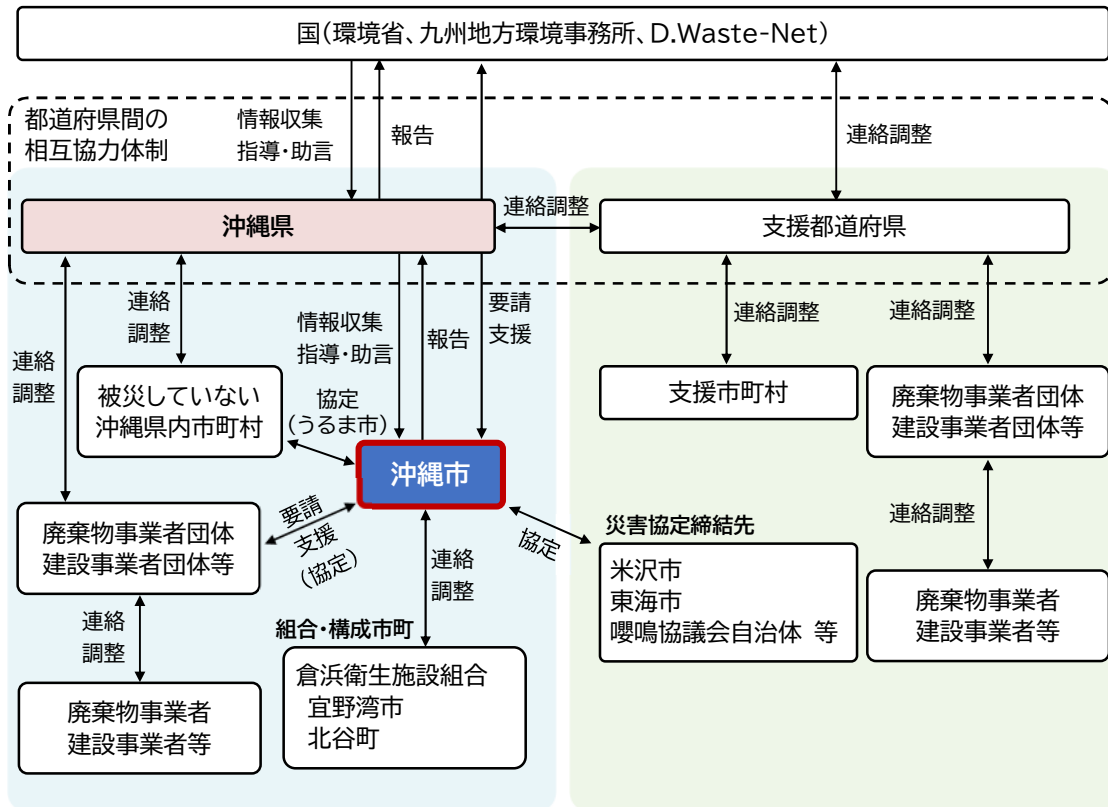 国(環境省、九州地方環境事務所、D.Waste-Net)
都道府県間の
相互協力体制
情報収集
指導・助言
報告
連絡調整
沖縄県
連絡調整
支援都道府県
連絡
調整
連絡
調整
情報収集
指導・助言
報告
要請
支援
連絡調整
連絡調整
被災していない
沖縄県内市町村
協定
(うるま市)
支援市町村
廃棄物事業者団体
建設事業者団体等
沖縄市
廃棄物事業者団体
建設事業者団体等
要請
支援
(協定)
連絡
調整
協定
災害協定締結先
米沢市
東海市
嚶鳴協議会自治体 等
連絡調整
廃棄物事業者
建設事業者等
連絡
調整
組合・構成市町
倉浜衛生施設組合
宜野湾市
北谷町
廃棄物事業者
建設事業者等